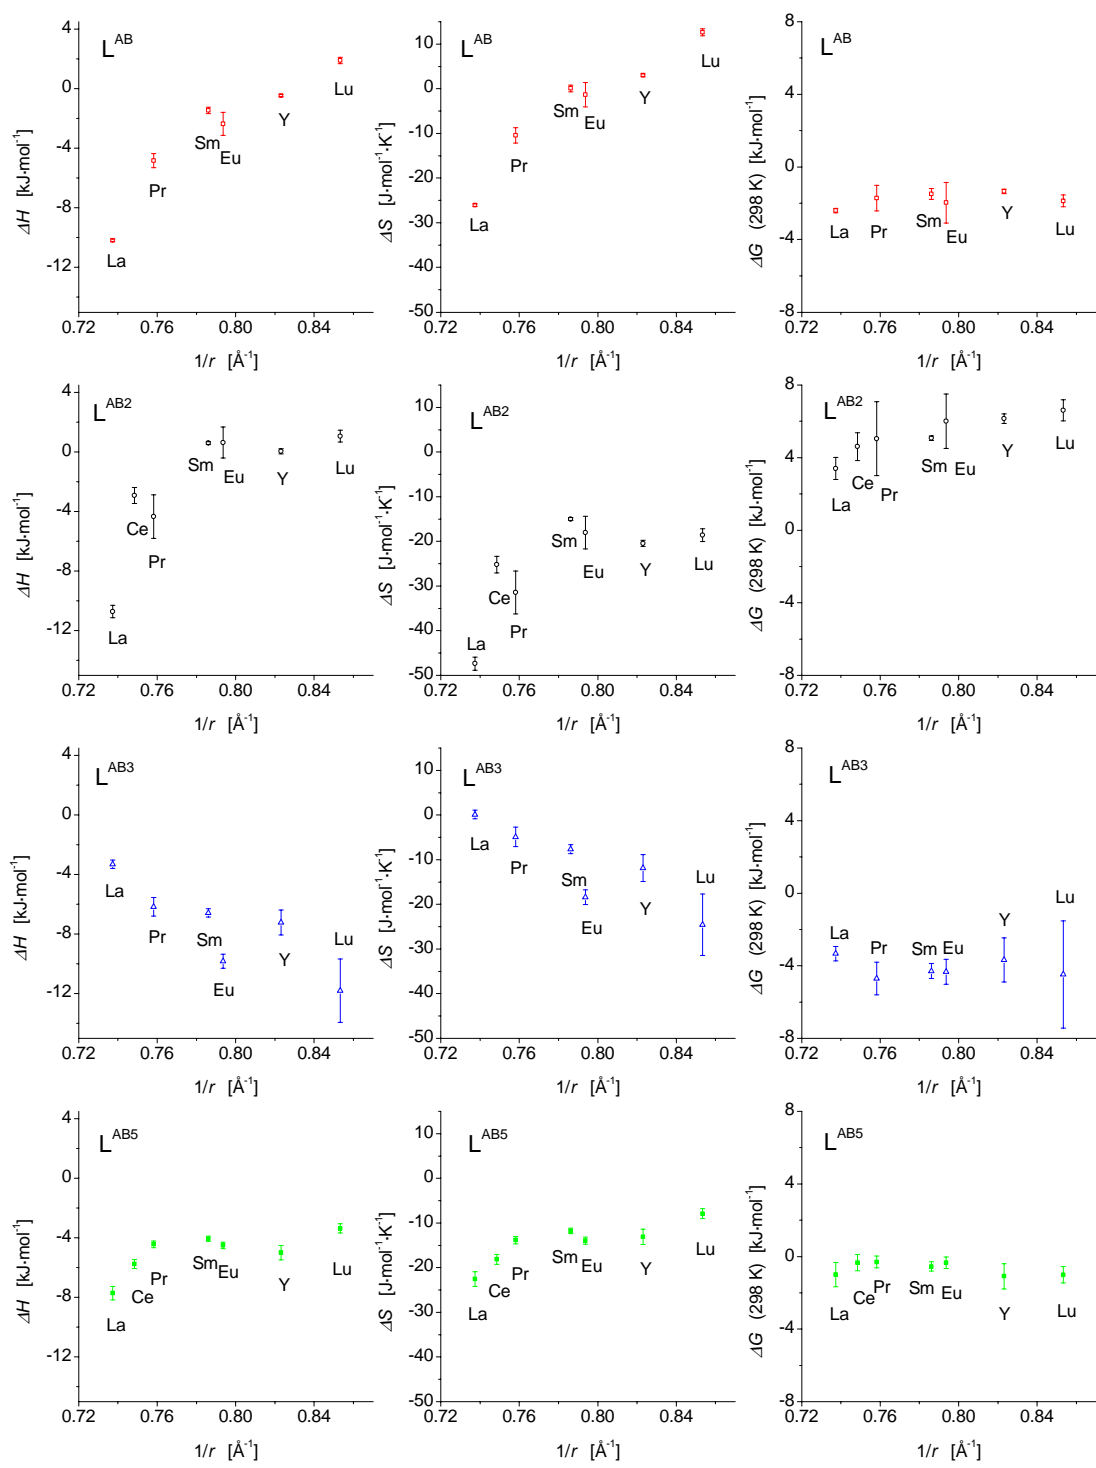 L^AB
ΔH [kJ·mol⁻¹]
4
0
-4
-8
-12
La
Pr
Sm
Eu
Y
Lu
0.72 0.76 0.80 0.84
1/r [Å⁻¹]
L^AB
ΔS [J·mol⁻¹·K⁻¹]
10
0
-10
-20
-30
-40
-50
La
Pr
Sm
Eu
Y
Lu
0.72 0.76 0.80 0.84
1/r [Å⁻¹]
L^AB
ΔG (298 K) [kJ·mol⁻¹]
8
4
0
-4
-8
La
Pr
Sm
Eu
Y
Lu
0.72 0.76 0.80 0.84
1/r [Å⁻¹]
L^AB2
ΔH [kJ·mol⁻¹]
4
0
-4
-8
-12
La
Ce
Pr
Sm
Eu
Y
Lu
0.72 0.76 0.80 0.84
1/r [Å⁻¹]
L^AB2
ΔS [J·mol⁻¹·K⁻¹]
10
0
-10
-20
-30
-40
-50
La
Ce
Pr
Sm
Eu
Y
Lu
0.72 0.76 0.80 0.84
1/r [Å⁻¹]
L^AB2
ΔG (298 K) [kJ·mol⁻¹]
8
4
0
-4
-8
La
Ce
Pr
Sm
Eu
Y
Lu
0.72 0.76 0.80 0.84
1/r [Å⁻¹]
L^AB3
ΔH [kJ·mol⁻¹]
4
0
-4
-8
-12
La
Pr
Sm
Eu
Y
Lu
0.72 0.76 0.80 0.84
1/r [Å⁻¹]
L^AB3
ΔS [J·mol⁻¹·K⁻¹]
10
0
-10
-20
-30
-40
-50
La
Pr
Sm
Eu
Y
Lu
0.72 0.76 0.80 0.84
1/r [Å⁻¹]
L^AB3
ΔG (298 K) [kJ·mol⁻¹]
8
4
0
-4
-8
La
Pr
Sm
Eu
Y
Lu
0.72 0.76 0.80 0.84
1/r [Å⁻¹]
L^AB5
ΔH [kJ·mol⁻¹]
4
0
-4
-8
-12
La
Ce
Pr
Sm
Eu
Y
Lu
0.72 0.76 0.80 0.84
1/r [Å⁻¹]
L^AB5
ΔS [J·mol⁻¹·K⁻¹]
10
0
-10
-20
-30
-40
-50
La
Ce
Pr
Sm
Eu
Y
Lu
0.72 0.76 0.80 0.84
1/r [Å⁻¹]
L^AB5
ΔG (298 K) [kJ·mol⁻¹]
8
4
0
-4
-8
La
Ce
Pr
Sm
Eu
Y
Lu
0.72 0.76 0.80 0.84
1/r [Å⁻¹]